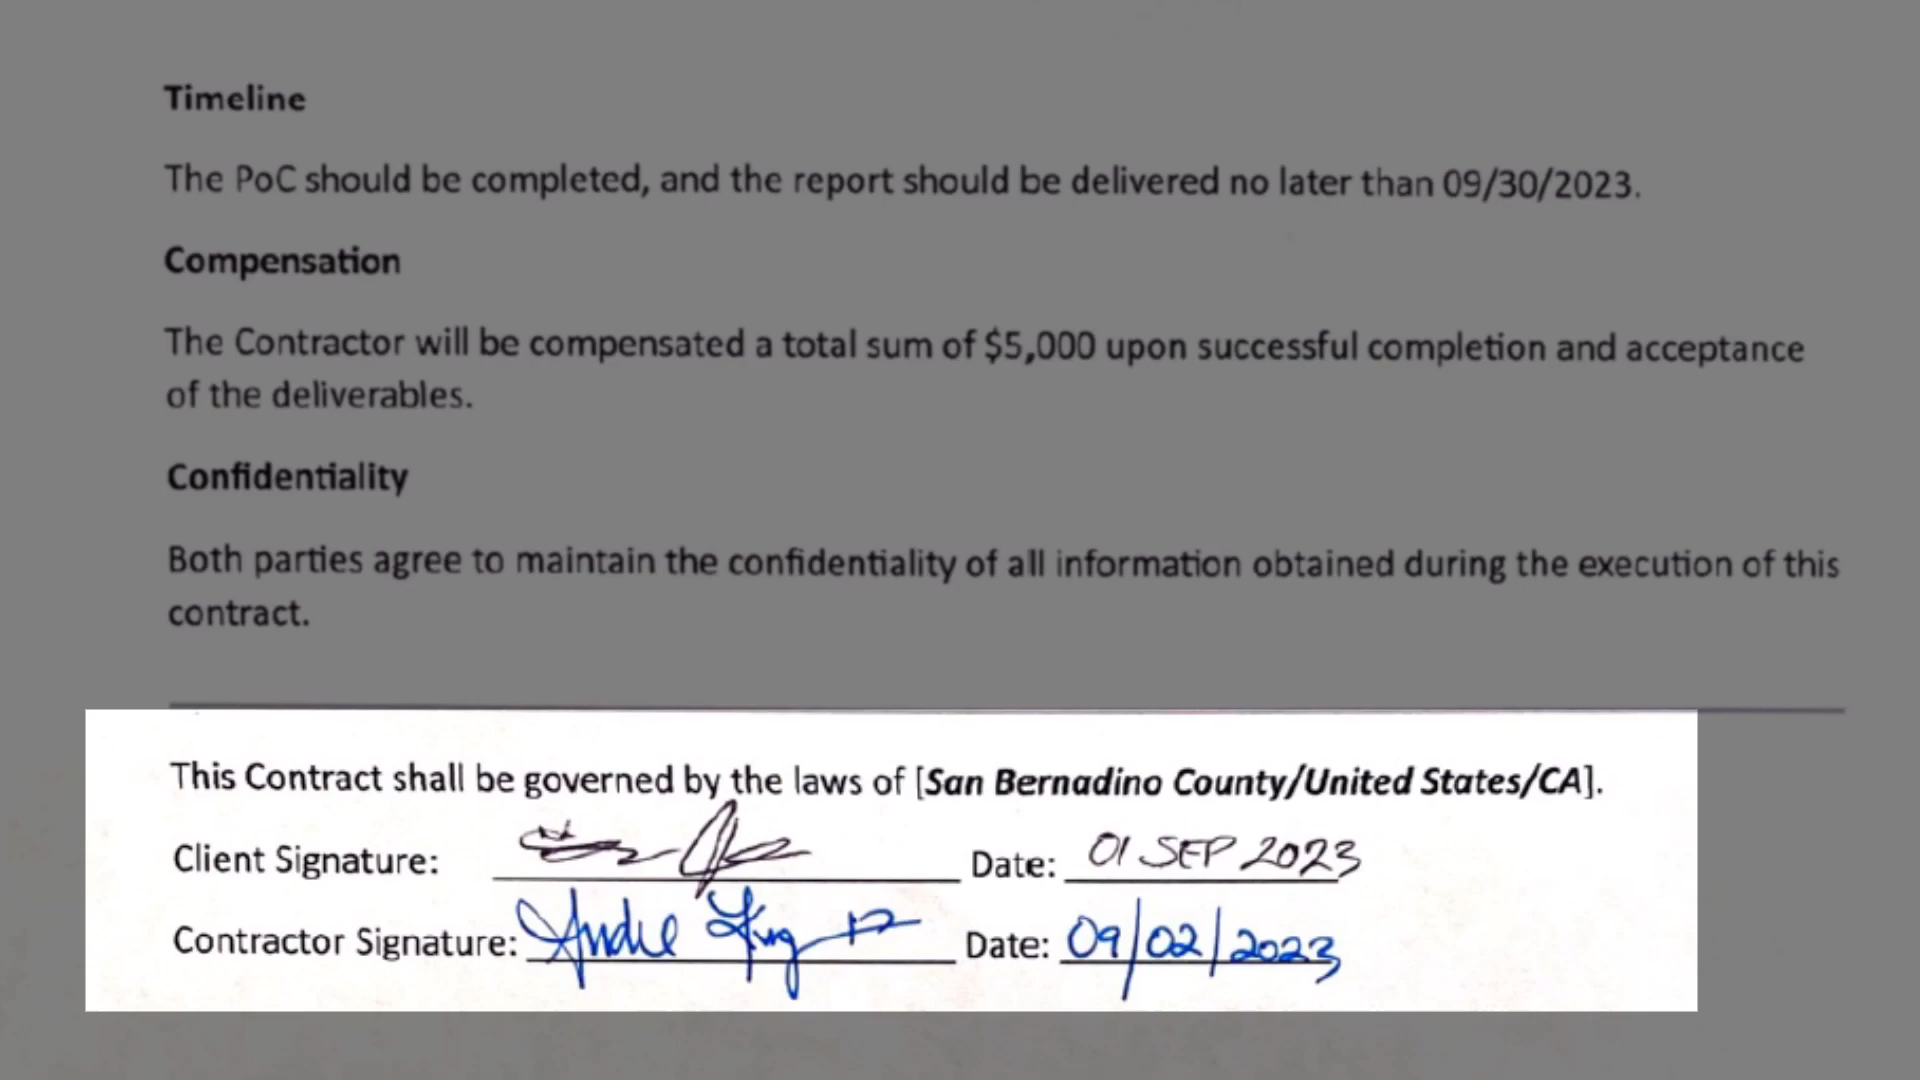 Timeline
The PoC should be completed, and the report should be delivered no later than 09/30/2023.
Compensation
The Contractor will be compensated a total sum of $5,000 upon successful completion and acceptance
of the deliverables.
Confidentiality
Both parties agree to maintain the confidentiality of all information obtained during the execution of this
contract.
This Contract shall be governed by the laws of [San Bernadino County/United States/CA].
Client Signature: Date: 01 SEP 2023
Contractor Signature: Andre Date: 09/02/2023